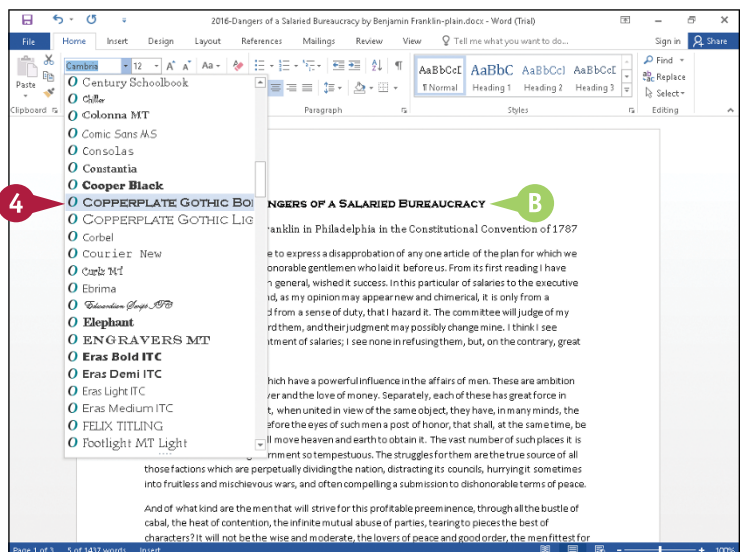 2016-Dangers of a Salaried Bureaucracy by Benjamin Franklin-plain.docx - Word (Trial)
File Home Insert Design Layout References Mailings Review View Tell me what you want to do... Sign in Share
Cambria 12 A A Aa
Paste
Clipboard
Paragraph
AaBbCcI AaBbC AaBbCcI AaBbCcI
¶ Normal Heading 1 Heading 2 Heading 3
Styles
Find
Replace
Select
Editing
O Century Schoolbook
O Chiller
O Colonna MT
O Comic Sans MS
O Consolas
O Constantia
O Cooper Black
4
O Copperplate Gothic Bol
O Copperplate Gothic Lig
O Corbel
O Courier New
O Curlz MT
O Ebrima
O Edwardian Script ITC
O Elephant
O ENGRAVERS MT
O Eras Bold ITC
O Eras Demi ITC
O Eras Light ITC
O Eras Medium ITC
O FELIX TITLING
O Footlight MT Light
ngers of a Salaried Bureaucracy
B
anklin in Philadelphia in the Constitutional Convention of 1787
e to express a disapprobation of any one article of the plan for which we
onorable gentlemen who laid it before us. From its first reading I have
n general, wished it success. In this particular of salaries to the executive
d, as my opinion may appear new and chimerical, it is only from a
d from a sense of duty, that I hazard it. The committee will judge of my
rd them, and their judgment may possibly change mine. I think I see
ntment of salaries; I see none in refusing them, but, on the contrary, great
hich have a powerful influence in the affairs of men. These are ambition
ver and the love of money. Separately, each of these has great force in
t, when united in view of the same object, they have, in many minds, the
efore the eyes of such men a post of honor, that shall, at the same time, be
ll move heaven and earth to obtain it. The vast number of such places it is
ernment so tempestuous. The struggles for them are the true source of all
those factions which are perpetually dividing the nation, distracting its councils, hurrying it sometimes
into fruitless and mischievous wars, and often compelling a submission to dishonorable terms of peace.
And of what kind are the men that will strive for this profitable preeminence, through all the bustle of
cabal, the heat of contention, the infinite mutual abuse of parties, tearing to pieces the best of
characters? It will not be the wise and moderate, the lovers of peace and good order, the men fittest for
Page 1 of 3 5 of 1437 words Insert 100%